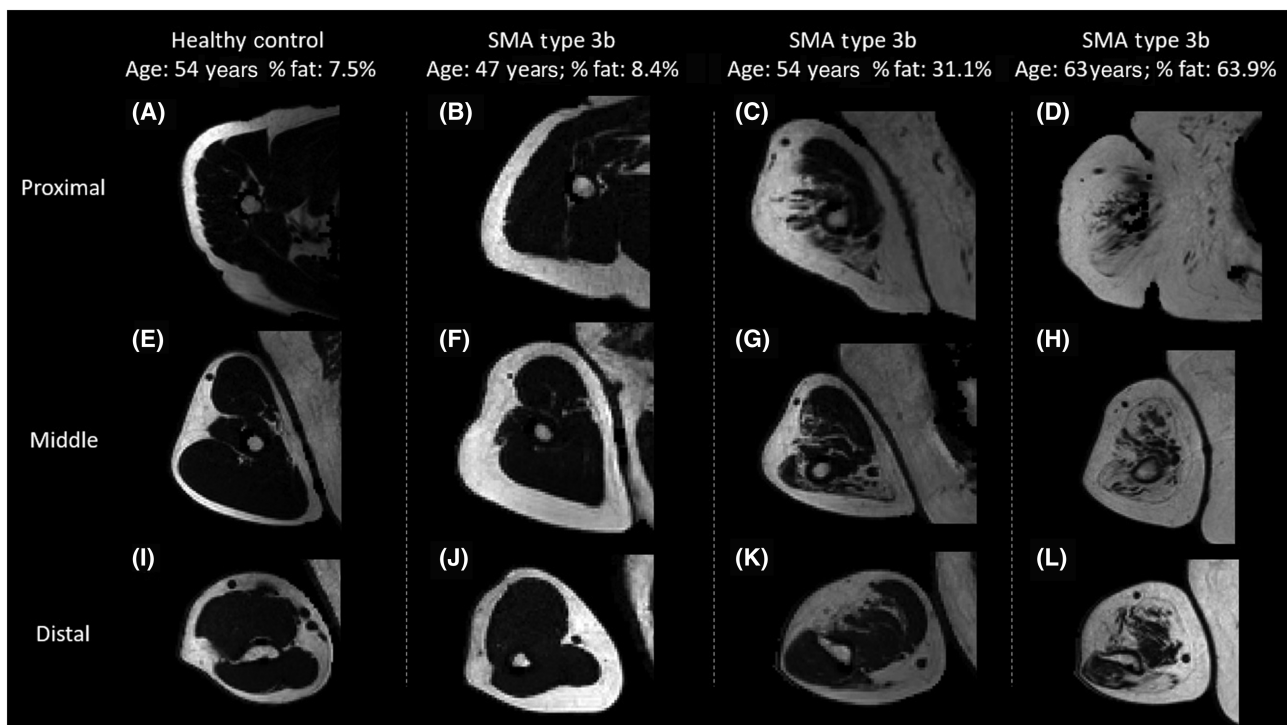 Healthy control
Age: 54 years % fat: 7.5%
SMA type 3b
Age: 47 years; % fat: 8.4%
SMA type 3b
Age: 54 years % fat: 31.1%
SMA type 3b
Age: 63years; % fat: 63.9%
Proximal
(A)
(B)
(C)
(D)
Middle
(E)
(F)
(G)
(H)
Distal
(I)
(J)
(K)
(L)